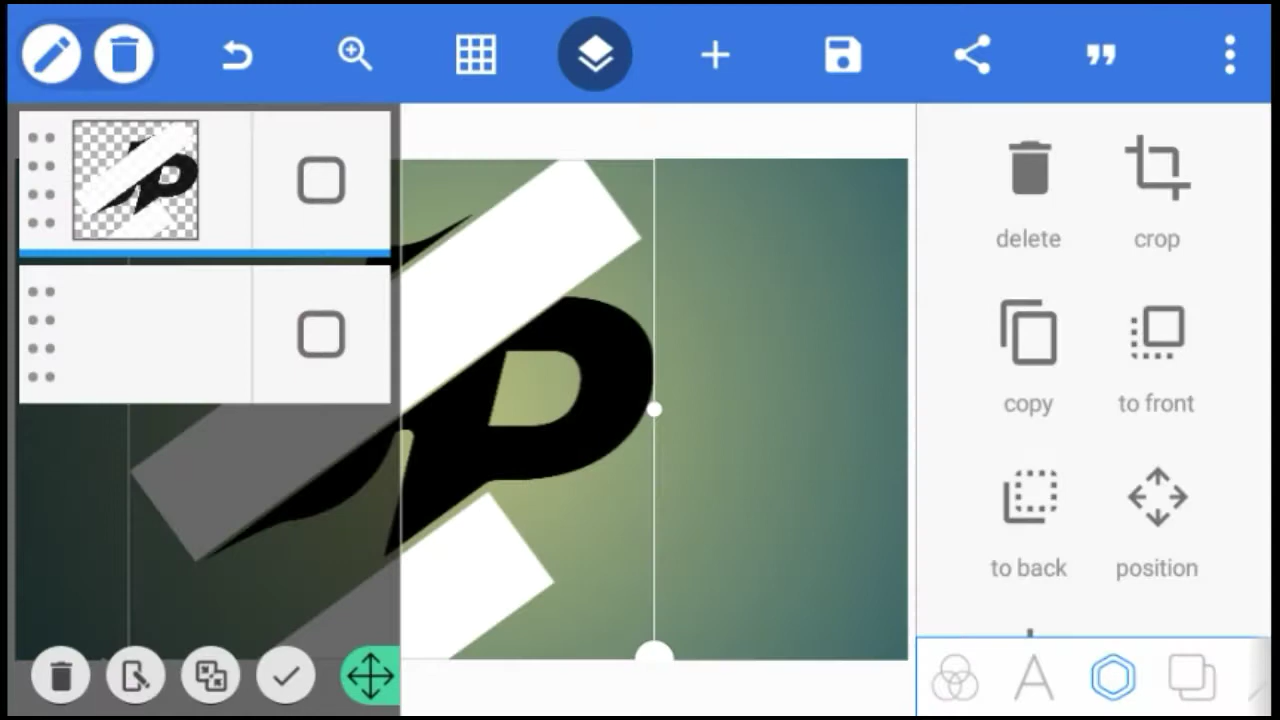 P
delete
crop
copy
to front
to back
position
A